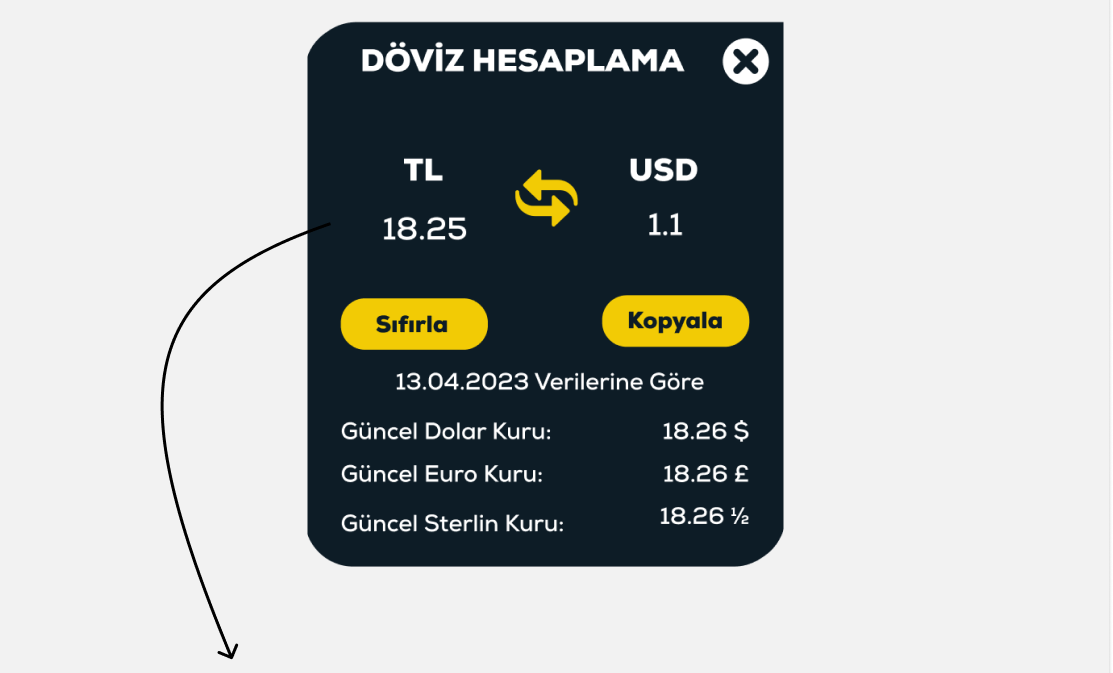 DÖVİZ HESAPLAMA
TL
USD
18.25
1.1
Sıfırla
Kopyala
13.04.2023 Verilerine Göre
Güncel Dolar Kuru: 18.26 $
Güncel Euro Kuru: 18.26 £
Güncel Sterlin Kuru: 18.26 ½